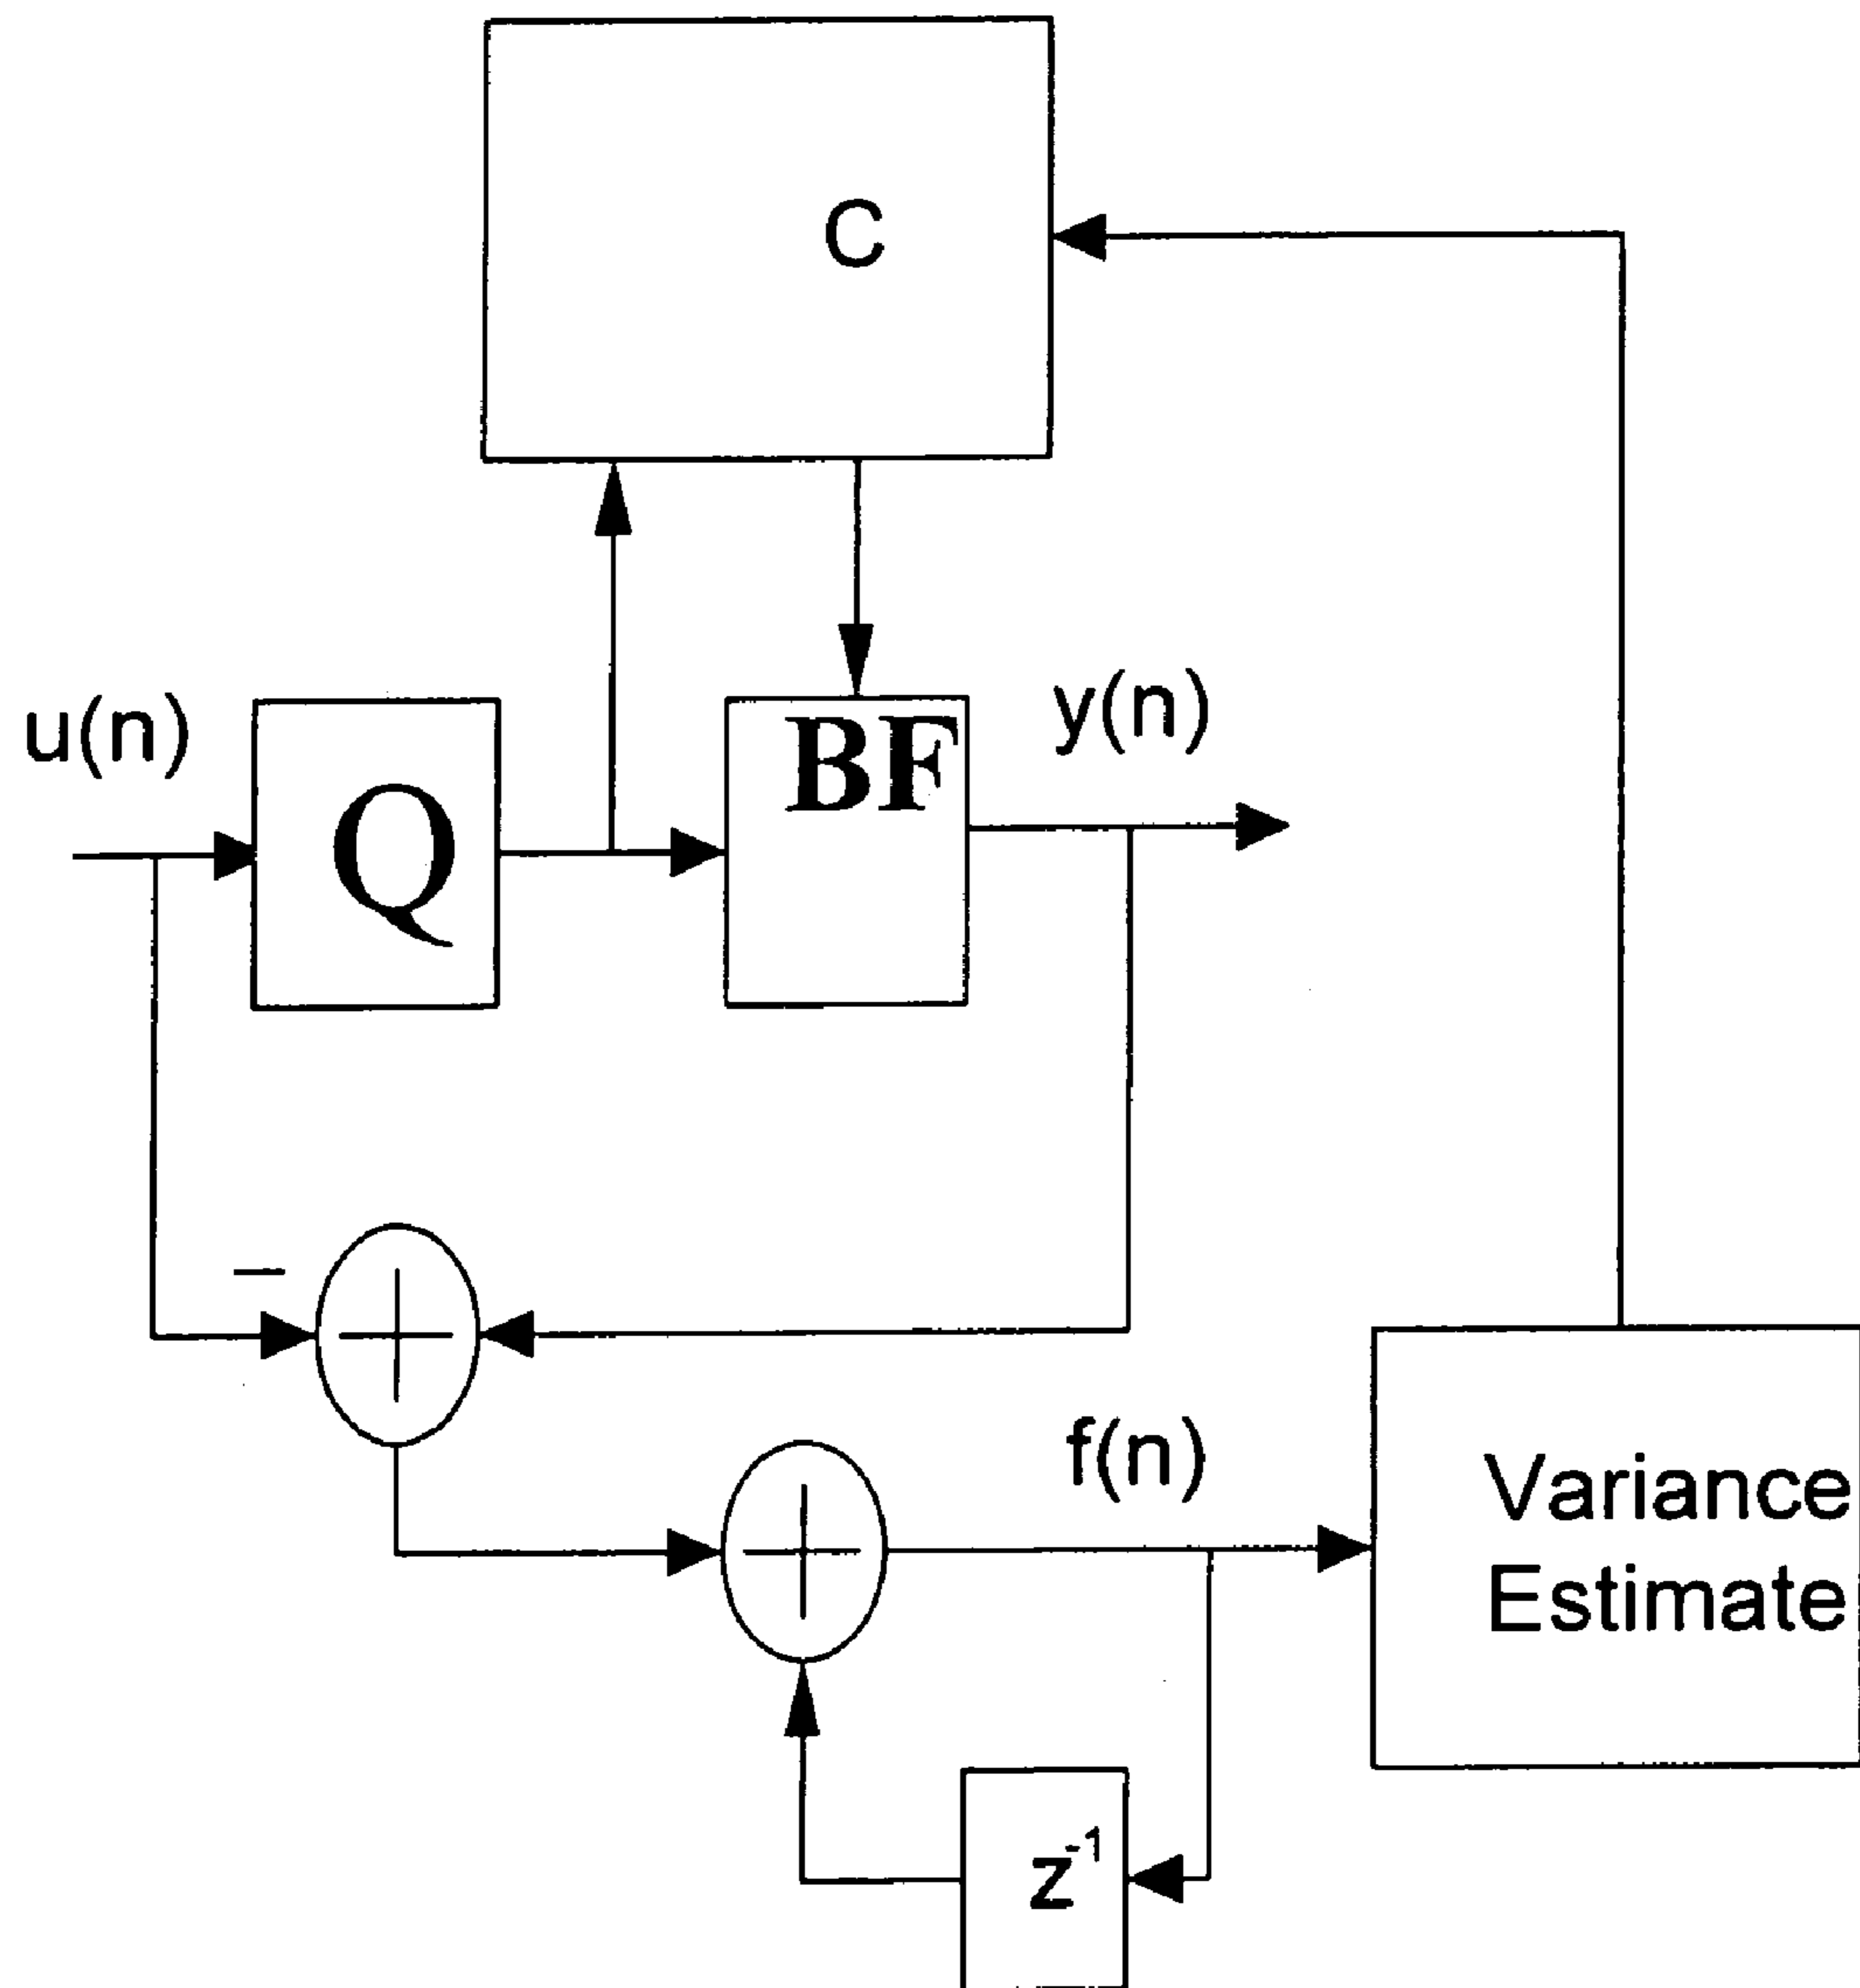 C
u(n)
Q
BF
y(n)
−
f(n)
Variance
Estimate
z-1